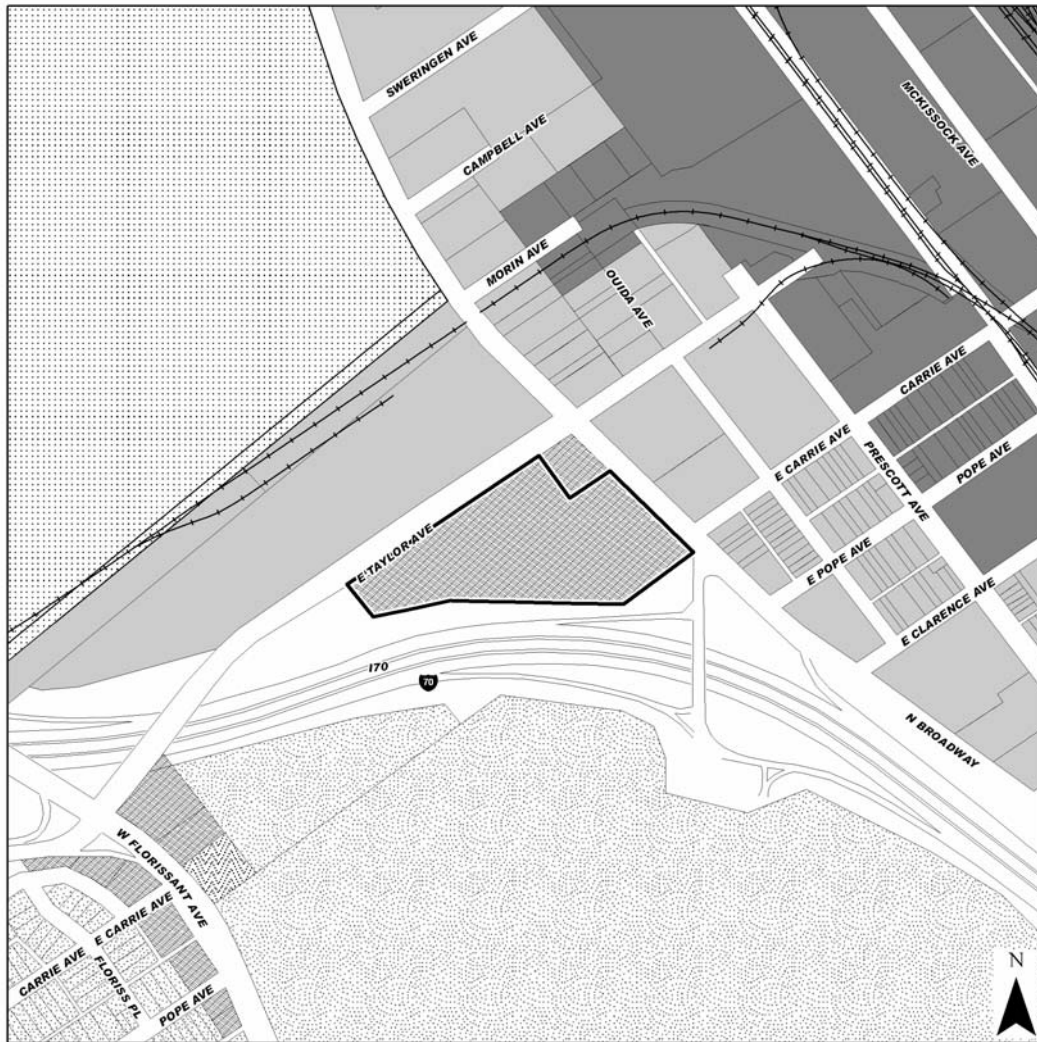 SWERINGEN AVE
MCKISSOCK AVE
CAMPBELL AVE
MORIN AVE
OUIDA AVE
CARRIE AVE
E CARRIE AVE
PRESCOTT AVE
POPE AVE
E TAYLOR AVE
E POPE AVE
E CLARENCE AVE
I70
70
N BROADWAY
W FLORISSANT AVE
E CARRIE AVE
CARRIE AVE
FLORISS PL
POPE AVE
N